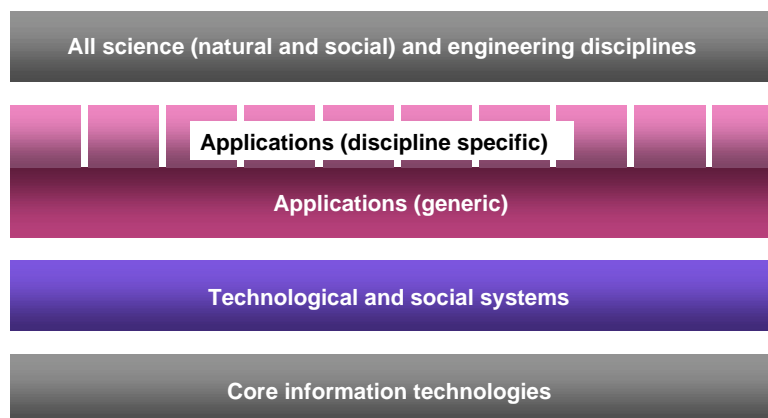 All science (natural and social) and engineering disciplines
Applications (discipline specific)
Applications (generic)
Technological and social systems
Core information technologies